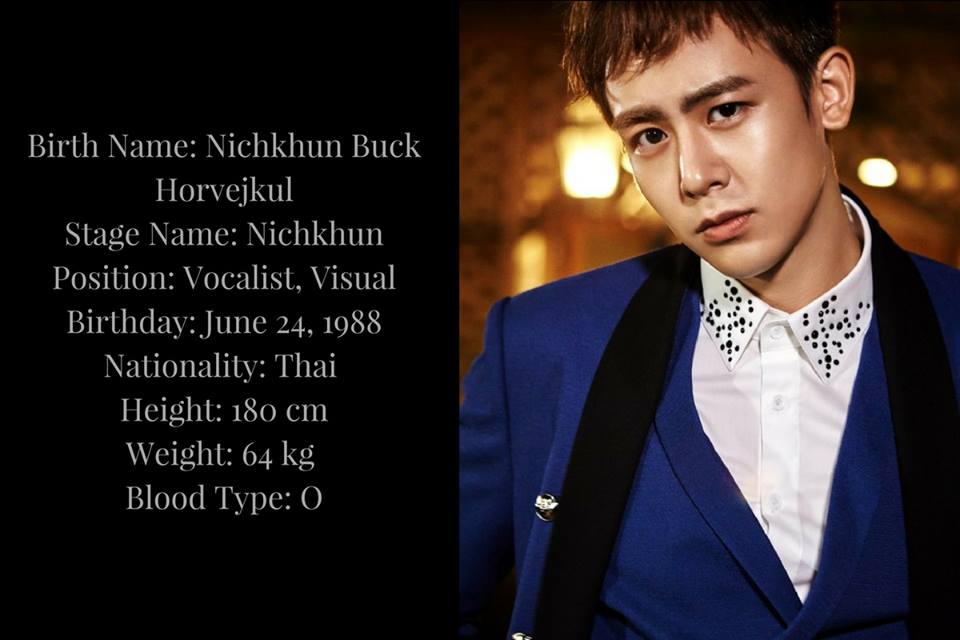 Birth Name: Nichkhun Buck
Horvejkul
Stage Name: Nichkhun
Position: Vocalist, Visual
Birthday: June 24, 1988
Nationality: Thai
Height: 180 cm
Weight: 64 kg
Blood Type: O